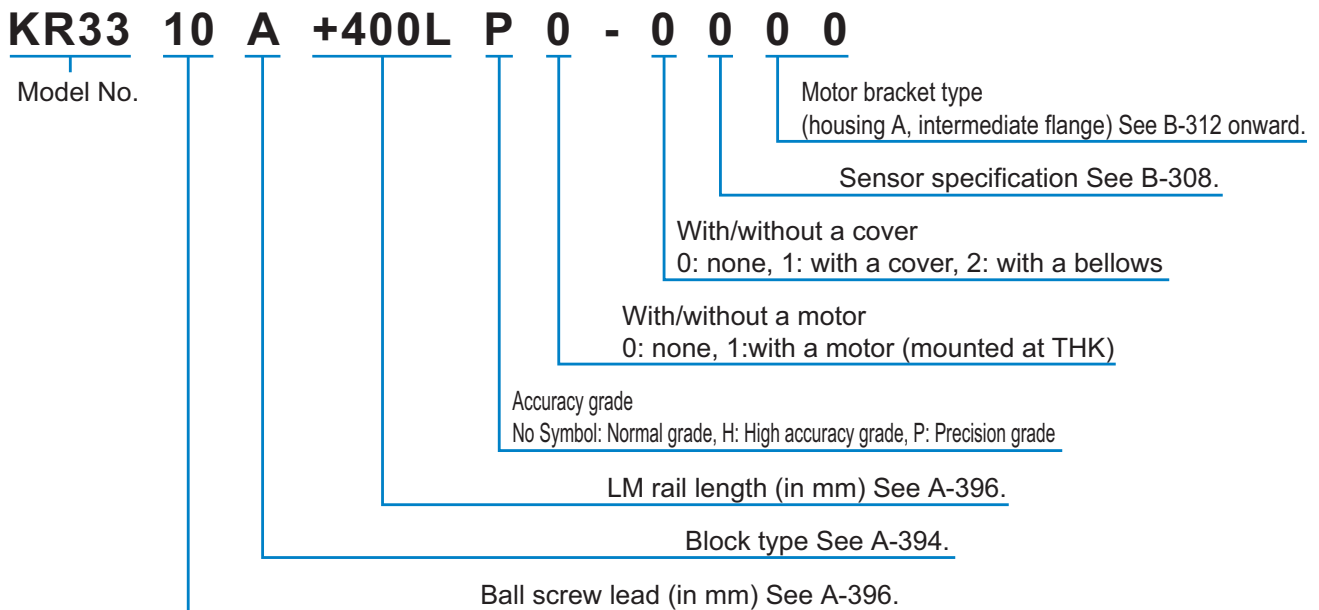 KR33 10 A +400L P 0 - 0 0 0 0
Model No.
Motor bracket type
(housing A, intermediate flange) See B-312 onward.
Sensor specification See B-308.
With/without a cover
0: none, 1: with a cover, 2: with a bellows
With/without a motor
0: none, 1:with a motor (mounted at THK)
Accuracy grade
No Symbol: Normal grade, H: High accuracy grade, P: Precision grade
LM rail length (in mm) See A-396.
Block type See A-394.
Ball screw lead (in mm) See A-396.